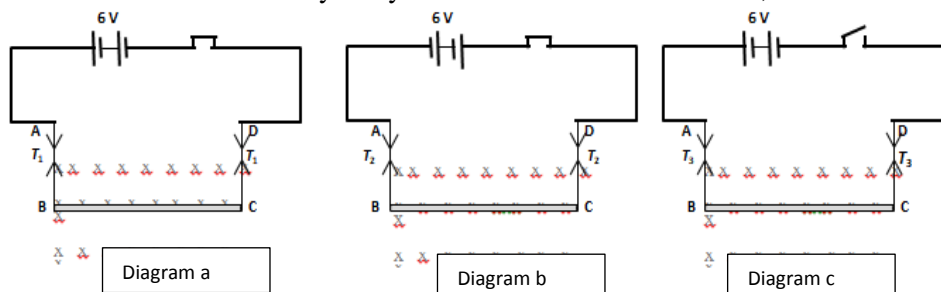 6 V
A D
T₁ T₁
B C
Diagram a
6 V
A D
T₂ T₂
B C
Diagram b
6 V
A D
T₃ T₃
B C
Diagram c